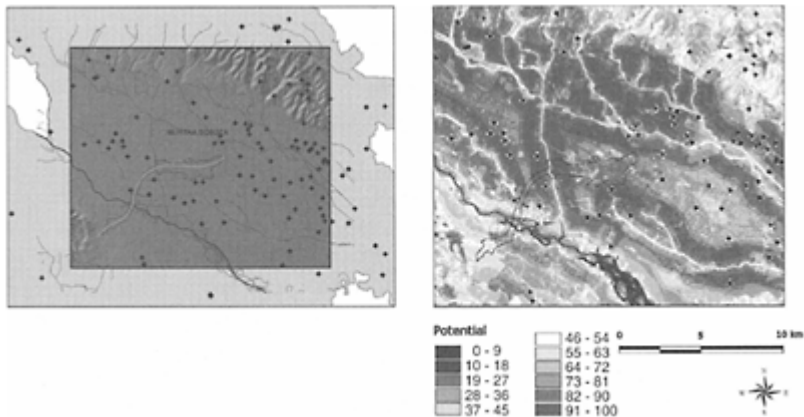 Potential
0 - 9
10 - 18
19 - 27
28 - 36
37 - 45
46 - 54
55 - 63
64 - 72
73 - 81
82 - 90
91 - 100
0 5 10 km
N
W E
S